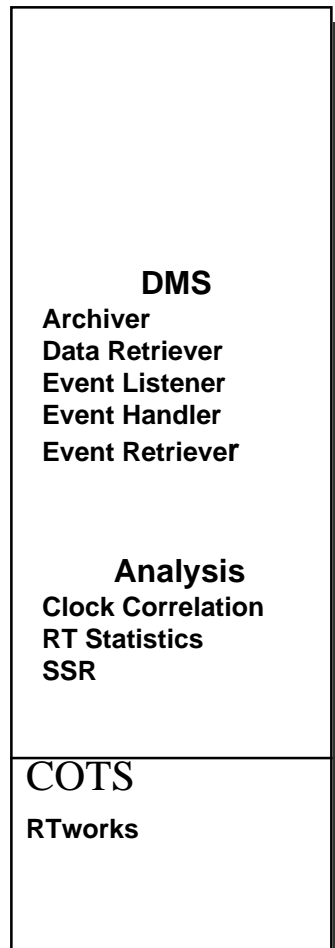 DMS
Archiver
Data Retriever
Event Listener
Event Handler
Event Retriever
Analysis
Clock Correlation
RT Statistics
SSR
COTS
RTworks